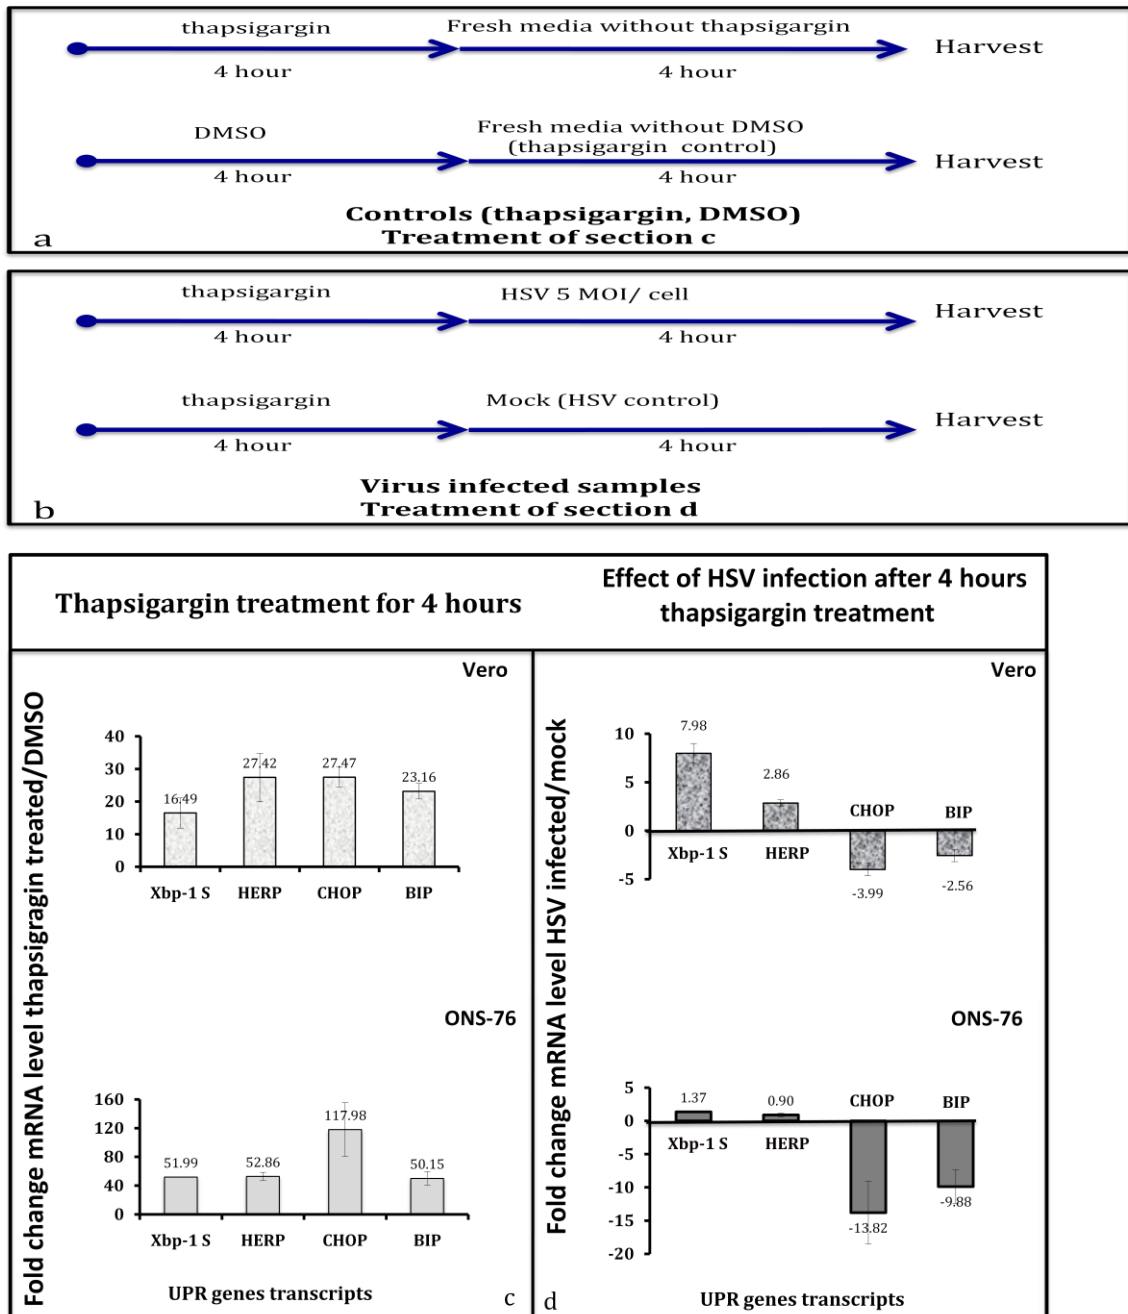 thapsigargin
Fresh media without thapsigargin
4 hour
4 hour
Harvest
DMSO
Fresh media without DMSO
(thapsigargin control)
4 hour
4 hour
Harvest
Controls (thapsigargin, DMSO)
Treatment of section c
a
thapsigargin
HSV 5 MOI/ cell
4 hour
4 hour
Harvest
thapsigargin
Mock (HSV control)
4 hour
4 hour
Harvest
Virus infected samples
Treatment of section d
b
Thapsigargin treatment for 4 hours
Effect of HSV infection after 4 hours
thapsigargin treatment
Fold change mRNA level thapsigragin treated/DMSO
Vero
40
30
20
10
0
16.49
27.42
27.47
23.16
Xbp-1 S
HERP
CHOP
BIP
ONS-76
160
120
80
40
0
51.99
52.86
117.98
50.15
Xbp-1 S
HERP
CHOP
BIP
UPR genes transcripts
c
Fold change mRNA level HSV infected/mock
Vero
10
5
0
-5
7.98
2.86
-3.99
-2.56
Xbp-1 S
HERP
CHOP
BIP
ONS-76
5
0
-5
-10
-15
-20
1.37
0.90
-13.82
-9.88
Xbp-1 S
HERP
CHOP
BIP
UPR genes transcripts
d